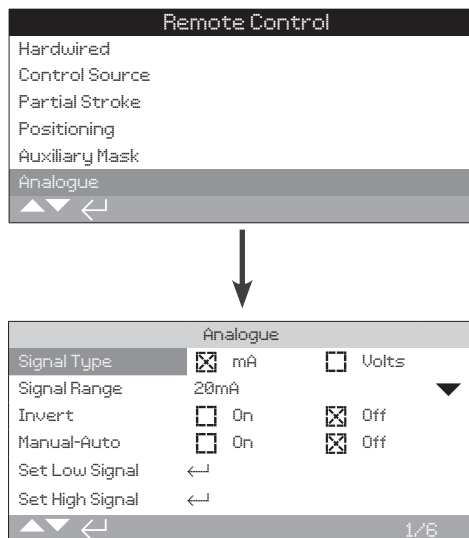 Remote Control
Hardwired
Control Source
Partial Stroke
Positioning
Auxiliary Mask
Analogue
Analogue
Signal Type mA Volts
Signal Range 20mA
Invert On Off
Manual-Auto On Off
Set Low Signal
Set High Signal
1/6